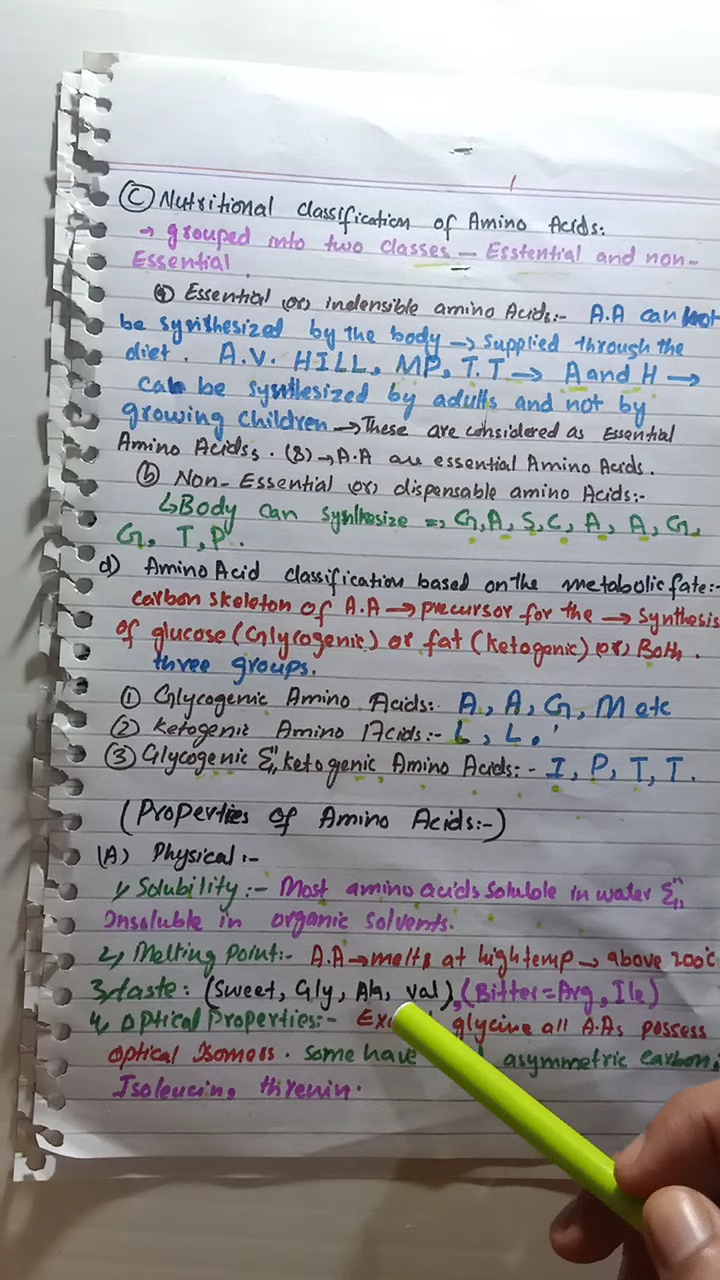 (C) Nutritional classification of Amino Acids:
→ grouped into two classes — Esstential and non-
Essential.
(a) Essential (or) indensible amino Acids:- A.A can not
be synthesized by the body → Supplied through the
diet. A.V. HILL, MP, T.T → A and H →
can be synthesized by adults and not by
growing children → These are considered as Essential
Amino Acids. (8) → A.A are essential Amino Acids.
(b) Non-Essential (or) dispensable amino Acids:-
↳ Body can synthesize => G, A, S, C, A, A, G,
G, T, P.
d) Amino Acid classification based on the metabolic fate:-
carbon skeleton of A.A → precursor for the → Synthesis
of glucose (Glycogenic) or fat (ketogenic) (or) Both.
three groups.
(1) Glycogenic Amino Acids: A, A, G, M etc
(2) Ketogenic Amino Acids:- L, L.
(3) Glycogenic & ketogenic Amino Acids:- I, P, T, T.
(Properties of Amino Acids:-)
(A) Physical:-
1) Solubility:- Most amino acids soluble in water &
Insoluble in organic solvents.
2) Melting Point:- A.A → melts at high temp → above 200°C
3) taste: (Sweet, Gly, Ala, val), (Bitter = Arg, Ile)
4) Optical Properties:- glycine all A.As possess
optical Isomers. some have asymmetric carbon.
Isoleucine, threnin.